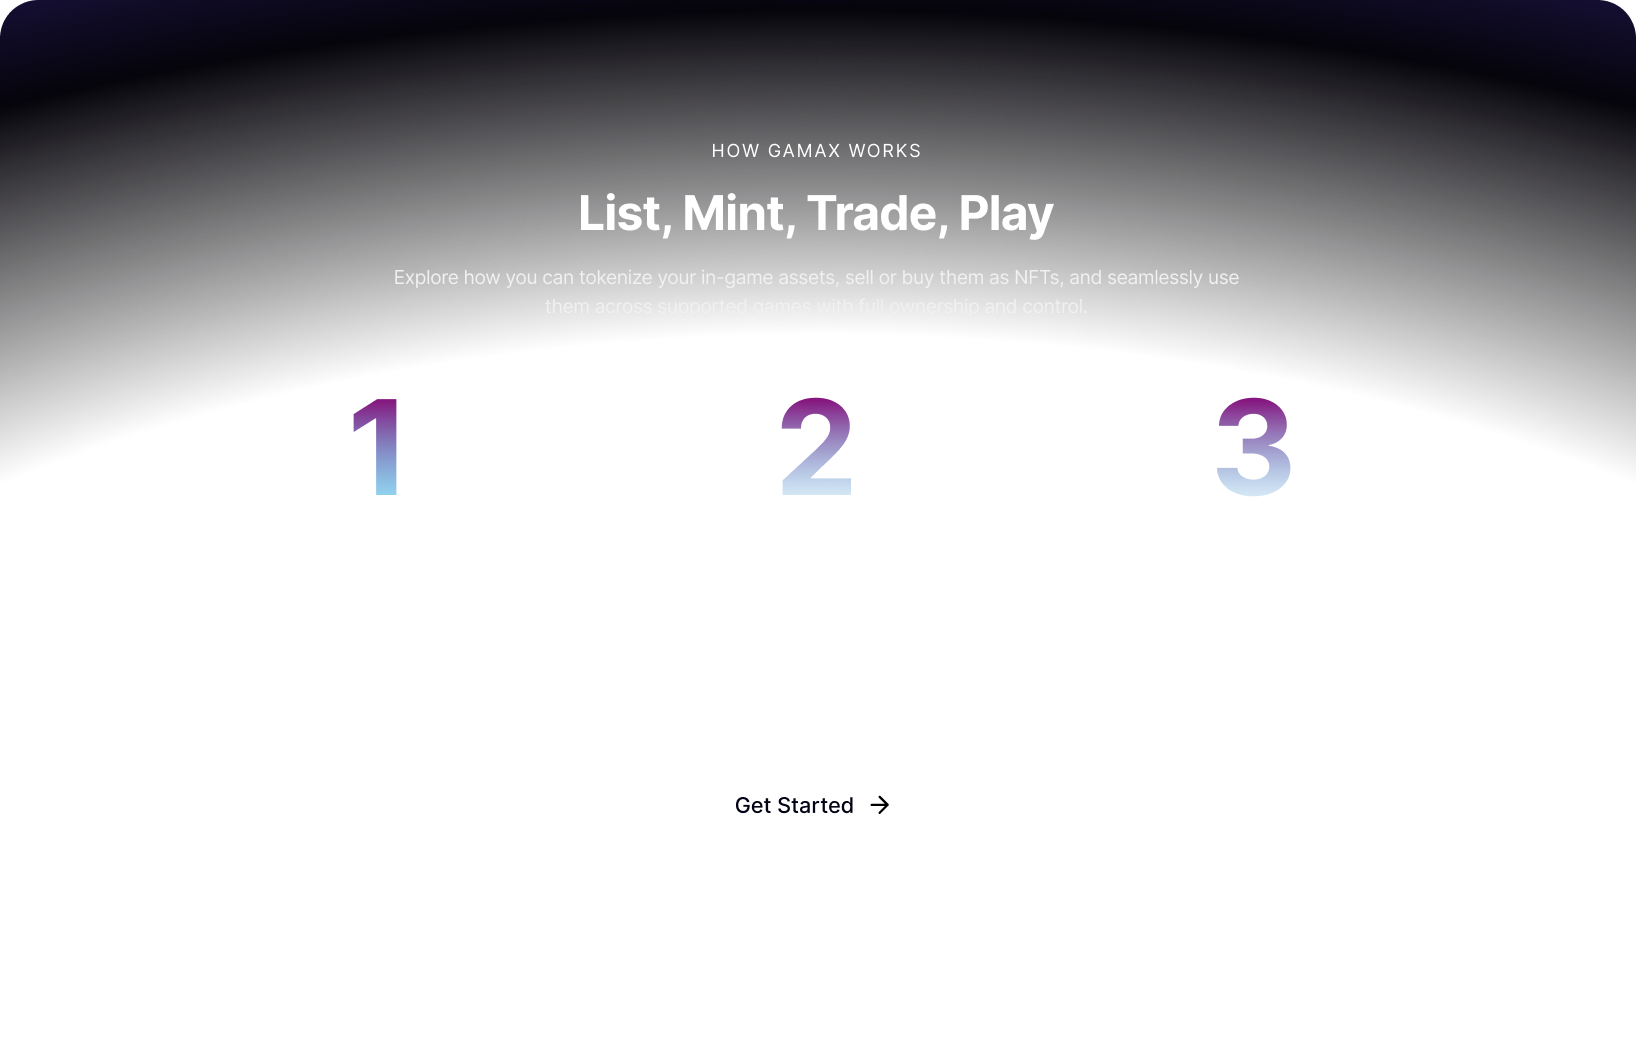 HOW GAMAX WORKS
List, Mint, Trade, Play
Explore how you can tokenize your in-game assets, sell or buy them as NFTs, and seamlessly use
them across supported games with full ownership and control.
1 2 3
Get Started